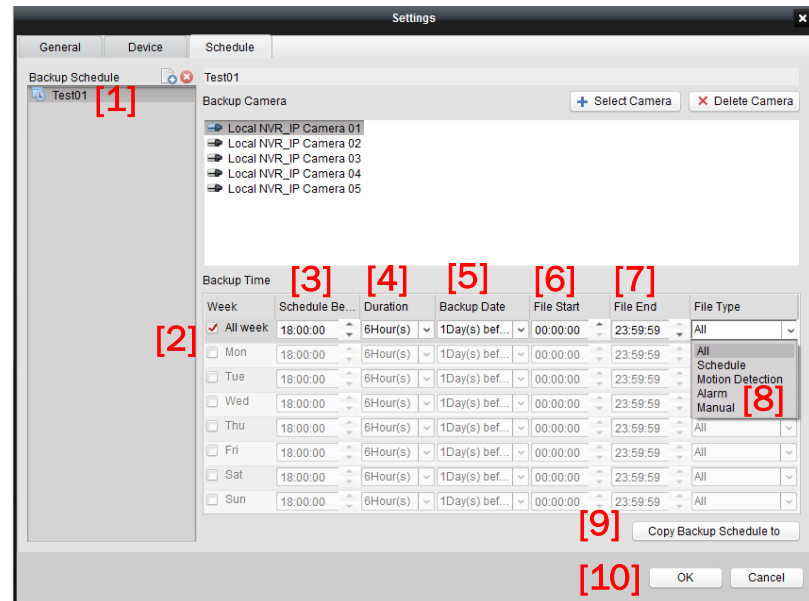 Settings
General Device Schedule
Backup Schedule Test01
Test01 [1]
Backup Camera + Select Camera Delete Camera
Local NVR_IP Camera 01
Local NVR_IP Camera 02
Local NVR_IP Camera 03
Local NVR_IP Camera 04
Local NVR_IP Camera 05
Backup Time [3] [4] [5] [6] [7]
Week Schedule Be... Duration Backup Date File Start File End File Type
[2] All week 18:00:00 6Hour(s) 1Day(s) bef... 00:00:00 23:59:59 All
Mon 18:00:00 6Hour(s) 1Day(s) bef... 00:00:00 23:59:59 All
Schedule
Tue 18:00:00 6Hour(s) 1Day(s) bef... 00:00:00 23:59:59 Motion Detection
Wed 18:00:00 6Hour(s) 1Day(s) bef... 00:00:00 23:59:59 Alarm [8]
Manual
Thu 18:00:00 6Hour(s) 1Day(s) bef... 00:00:00 23:59:59 All
Fri 18:00:00 6Hour(s) 1Day(s) bef... 00:00:00 23:59:59 All
Sat 18:00:00 6Hour(s) 1Day(s) bef... 00:00:00 23:59:59 All
Sun 18:00:00 6Hour(s) 1Day(s) bef... 00:00:00 23:59:59 All
[9] Copy Backup Schedule to
[10] OK Cancel